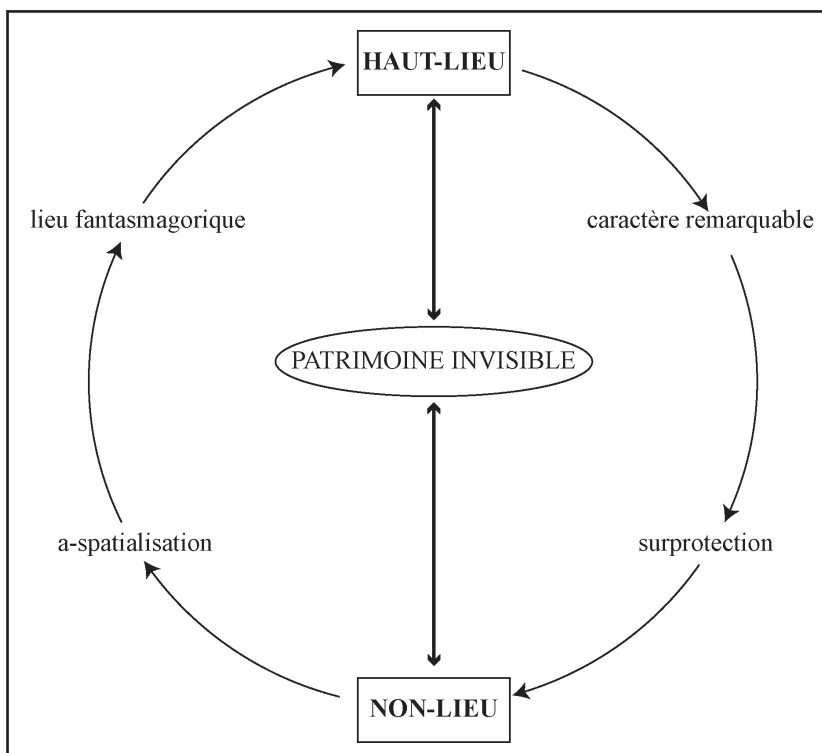 HAUT-LIEU
lieu fantasmagorique
caractère remarquable
PATRIMOINE INVISIBLE
a-spatialisation
surprotection
NON-LIEU